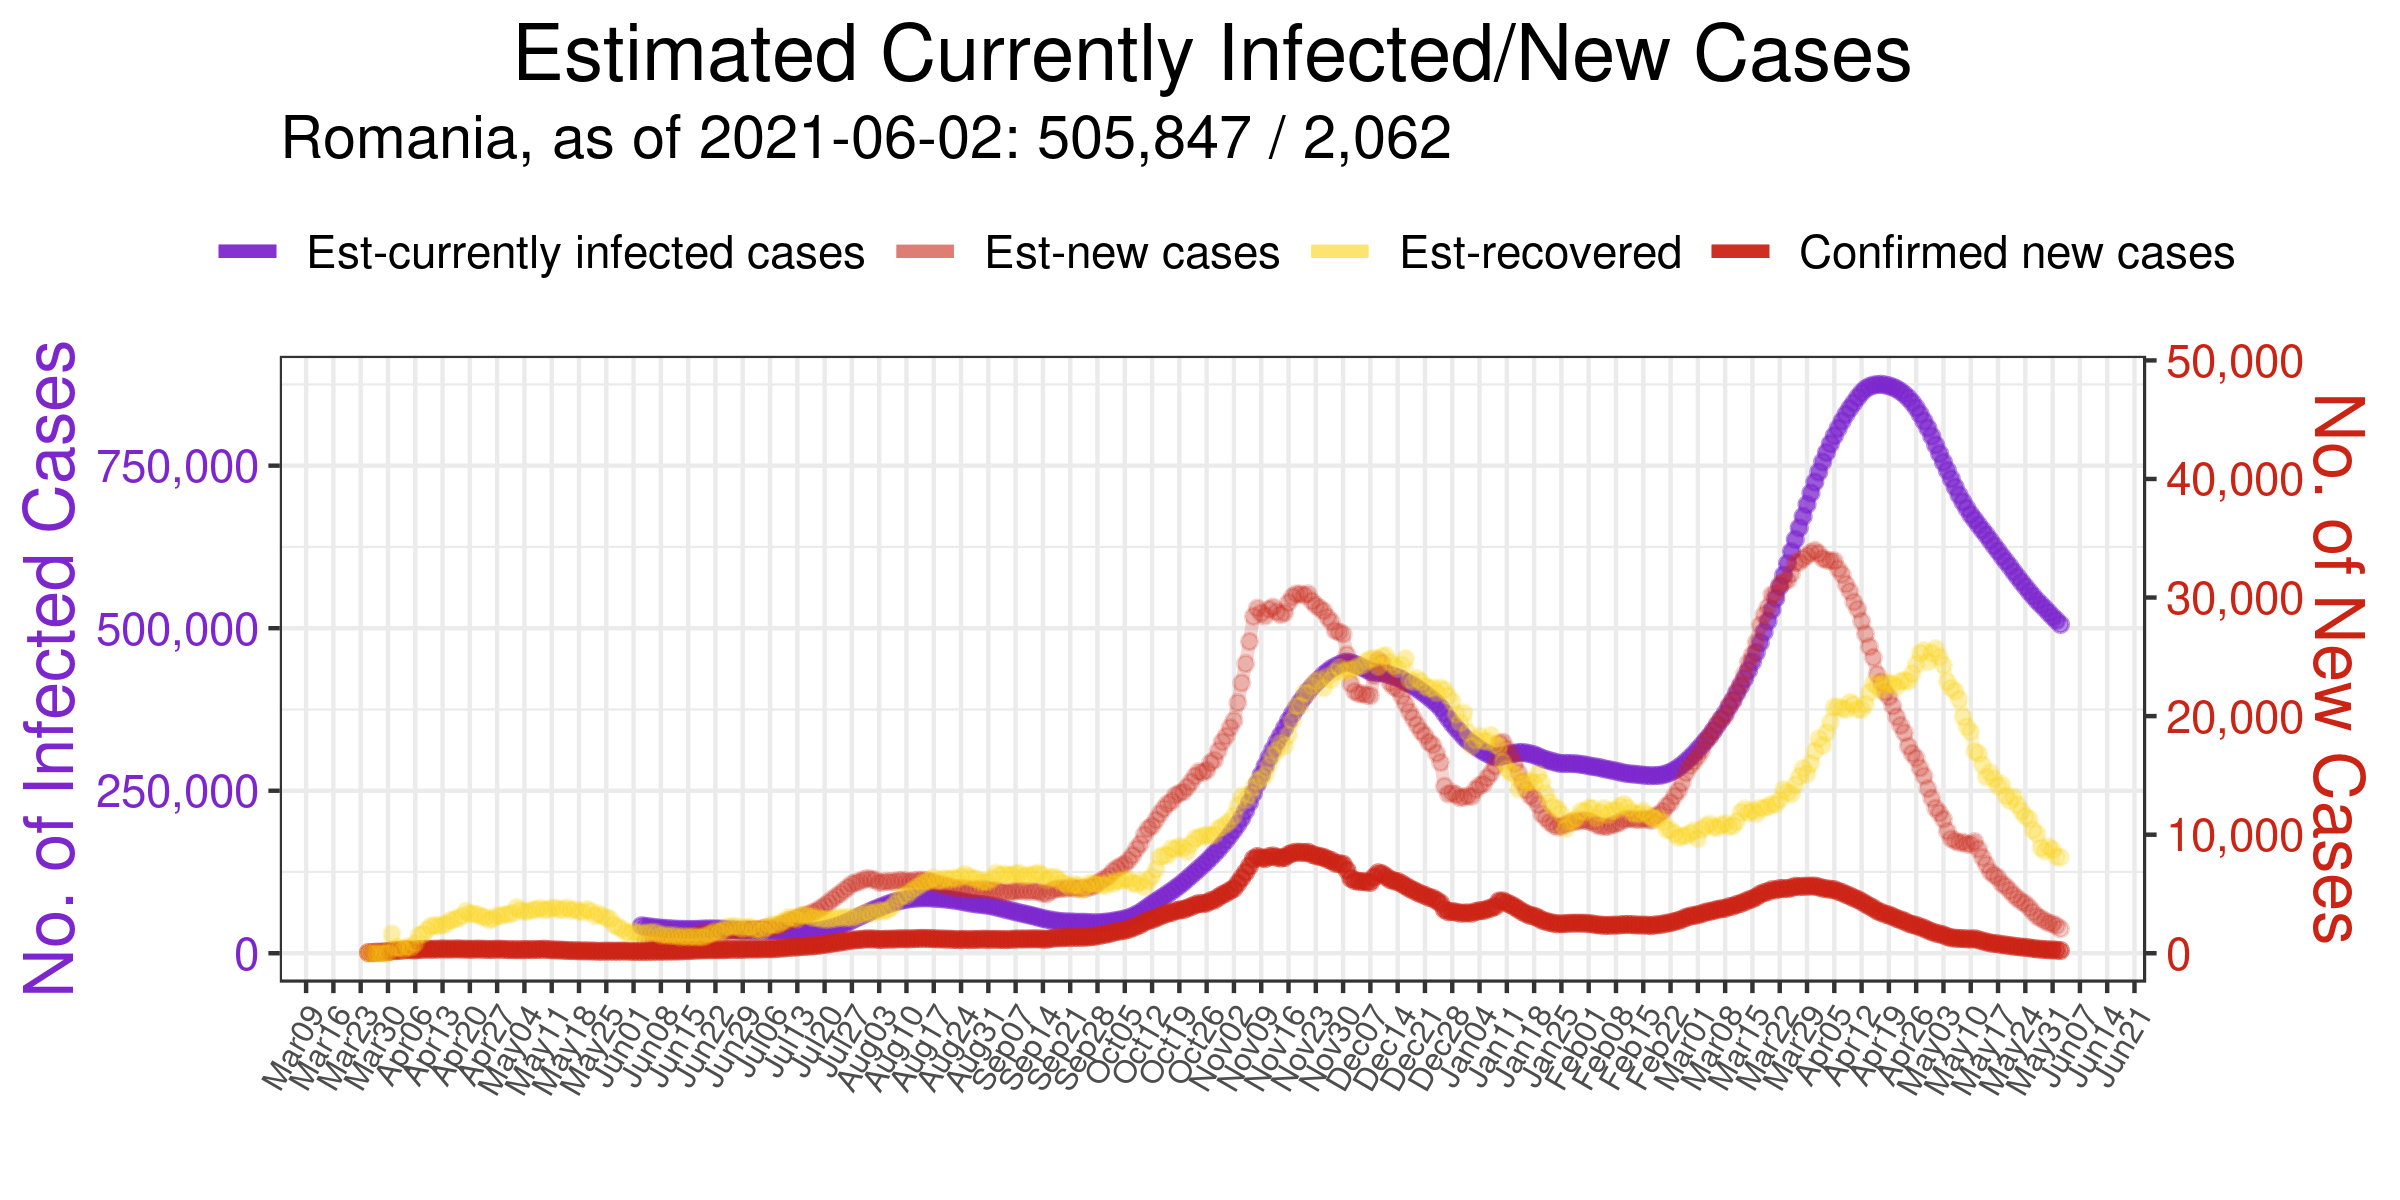 Estimated Currently Infected/New Cases
Romania, as of 2021-06-02: 505,847 / 2,062
Est-currently infected cases Est-new cases Est-recovered Confirmed new cases
No. of Infected Cases
750,000
500,000
250,000
0
50,000
40,000
30,000
20,000
10,000
0
No. of New Cases
Mar09 Mar16 Mar23 Mar30 Apr06 Apr13 Apr20 Apr27 May04 May11 May18 May25 Jun01 Jun08 Jun15 Jun22 Jun29 Jul06 Jul13 Jul20 Jul27 Aug03 Aug10 Aug17 Aug24 Aug31 Sep07 Sep14 Sep21 Sep28 Oct05 Oct12 Oct19 Oct26 Nov02 Nov09 Nov16 Nov23 Nov30 Dec07 Dec14 Dec21 Dec28 Jan04 Jan11 Jan18 Jan25 Feb01 Feb08 Feb15 Feb22 Mar01 Mar08 Mar15 Mar22 Mar29 Apr05 Apr12 Apr19 Apr26 May03 May10 May17 May24 May31 Jun07 Jun14 Jun21